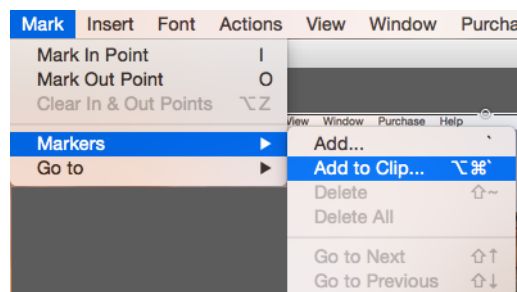 Mark Insert Font Actions View Window Purcha
Mark In Point I
Mark Out Point O
Clear In & Out Points ⌥Z
View Window Purchase Help
Markers ▶
Add... `
Go to ▶
Add to Clip... ⌥⌘`
Delete ⇧~
Delete All
Go to Next ⇧↑
Go to Previous ⇧↓